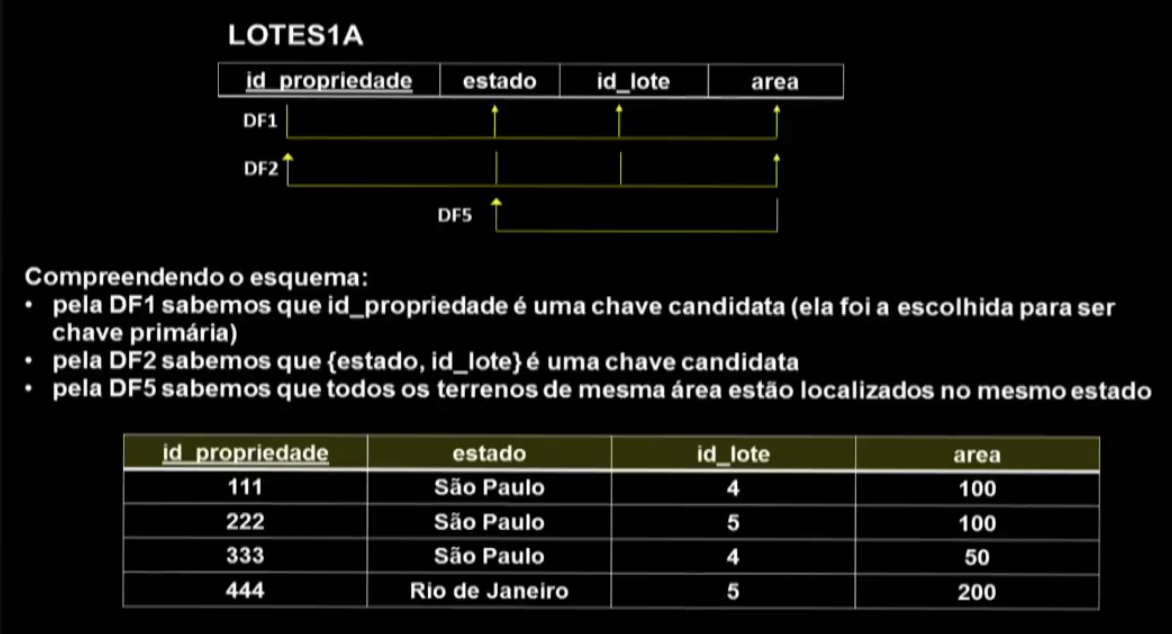 LOTES1A
id_propriedade estado id_lote area
DF1
DF2
DF5
Compreendendo o esquema:
• pela DF1 sabemos que id_propriedade é uma chave candidata (ela foi a escolhida para ser
chave primária)
• pela DF2 sabemos que {estado, id_lote} é uma chave candidata
• pela DF5 sabemos que todos os terrenos de mesma área estão localizados no mesmo estado
id_propriedade estado id_lote area
111 São Paulo 4 100
222 São Paulo 5 100
333 São Paulo 4 50
444 Rio de Janeiro 5 200